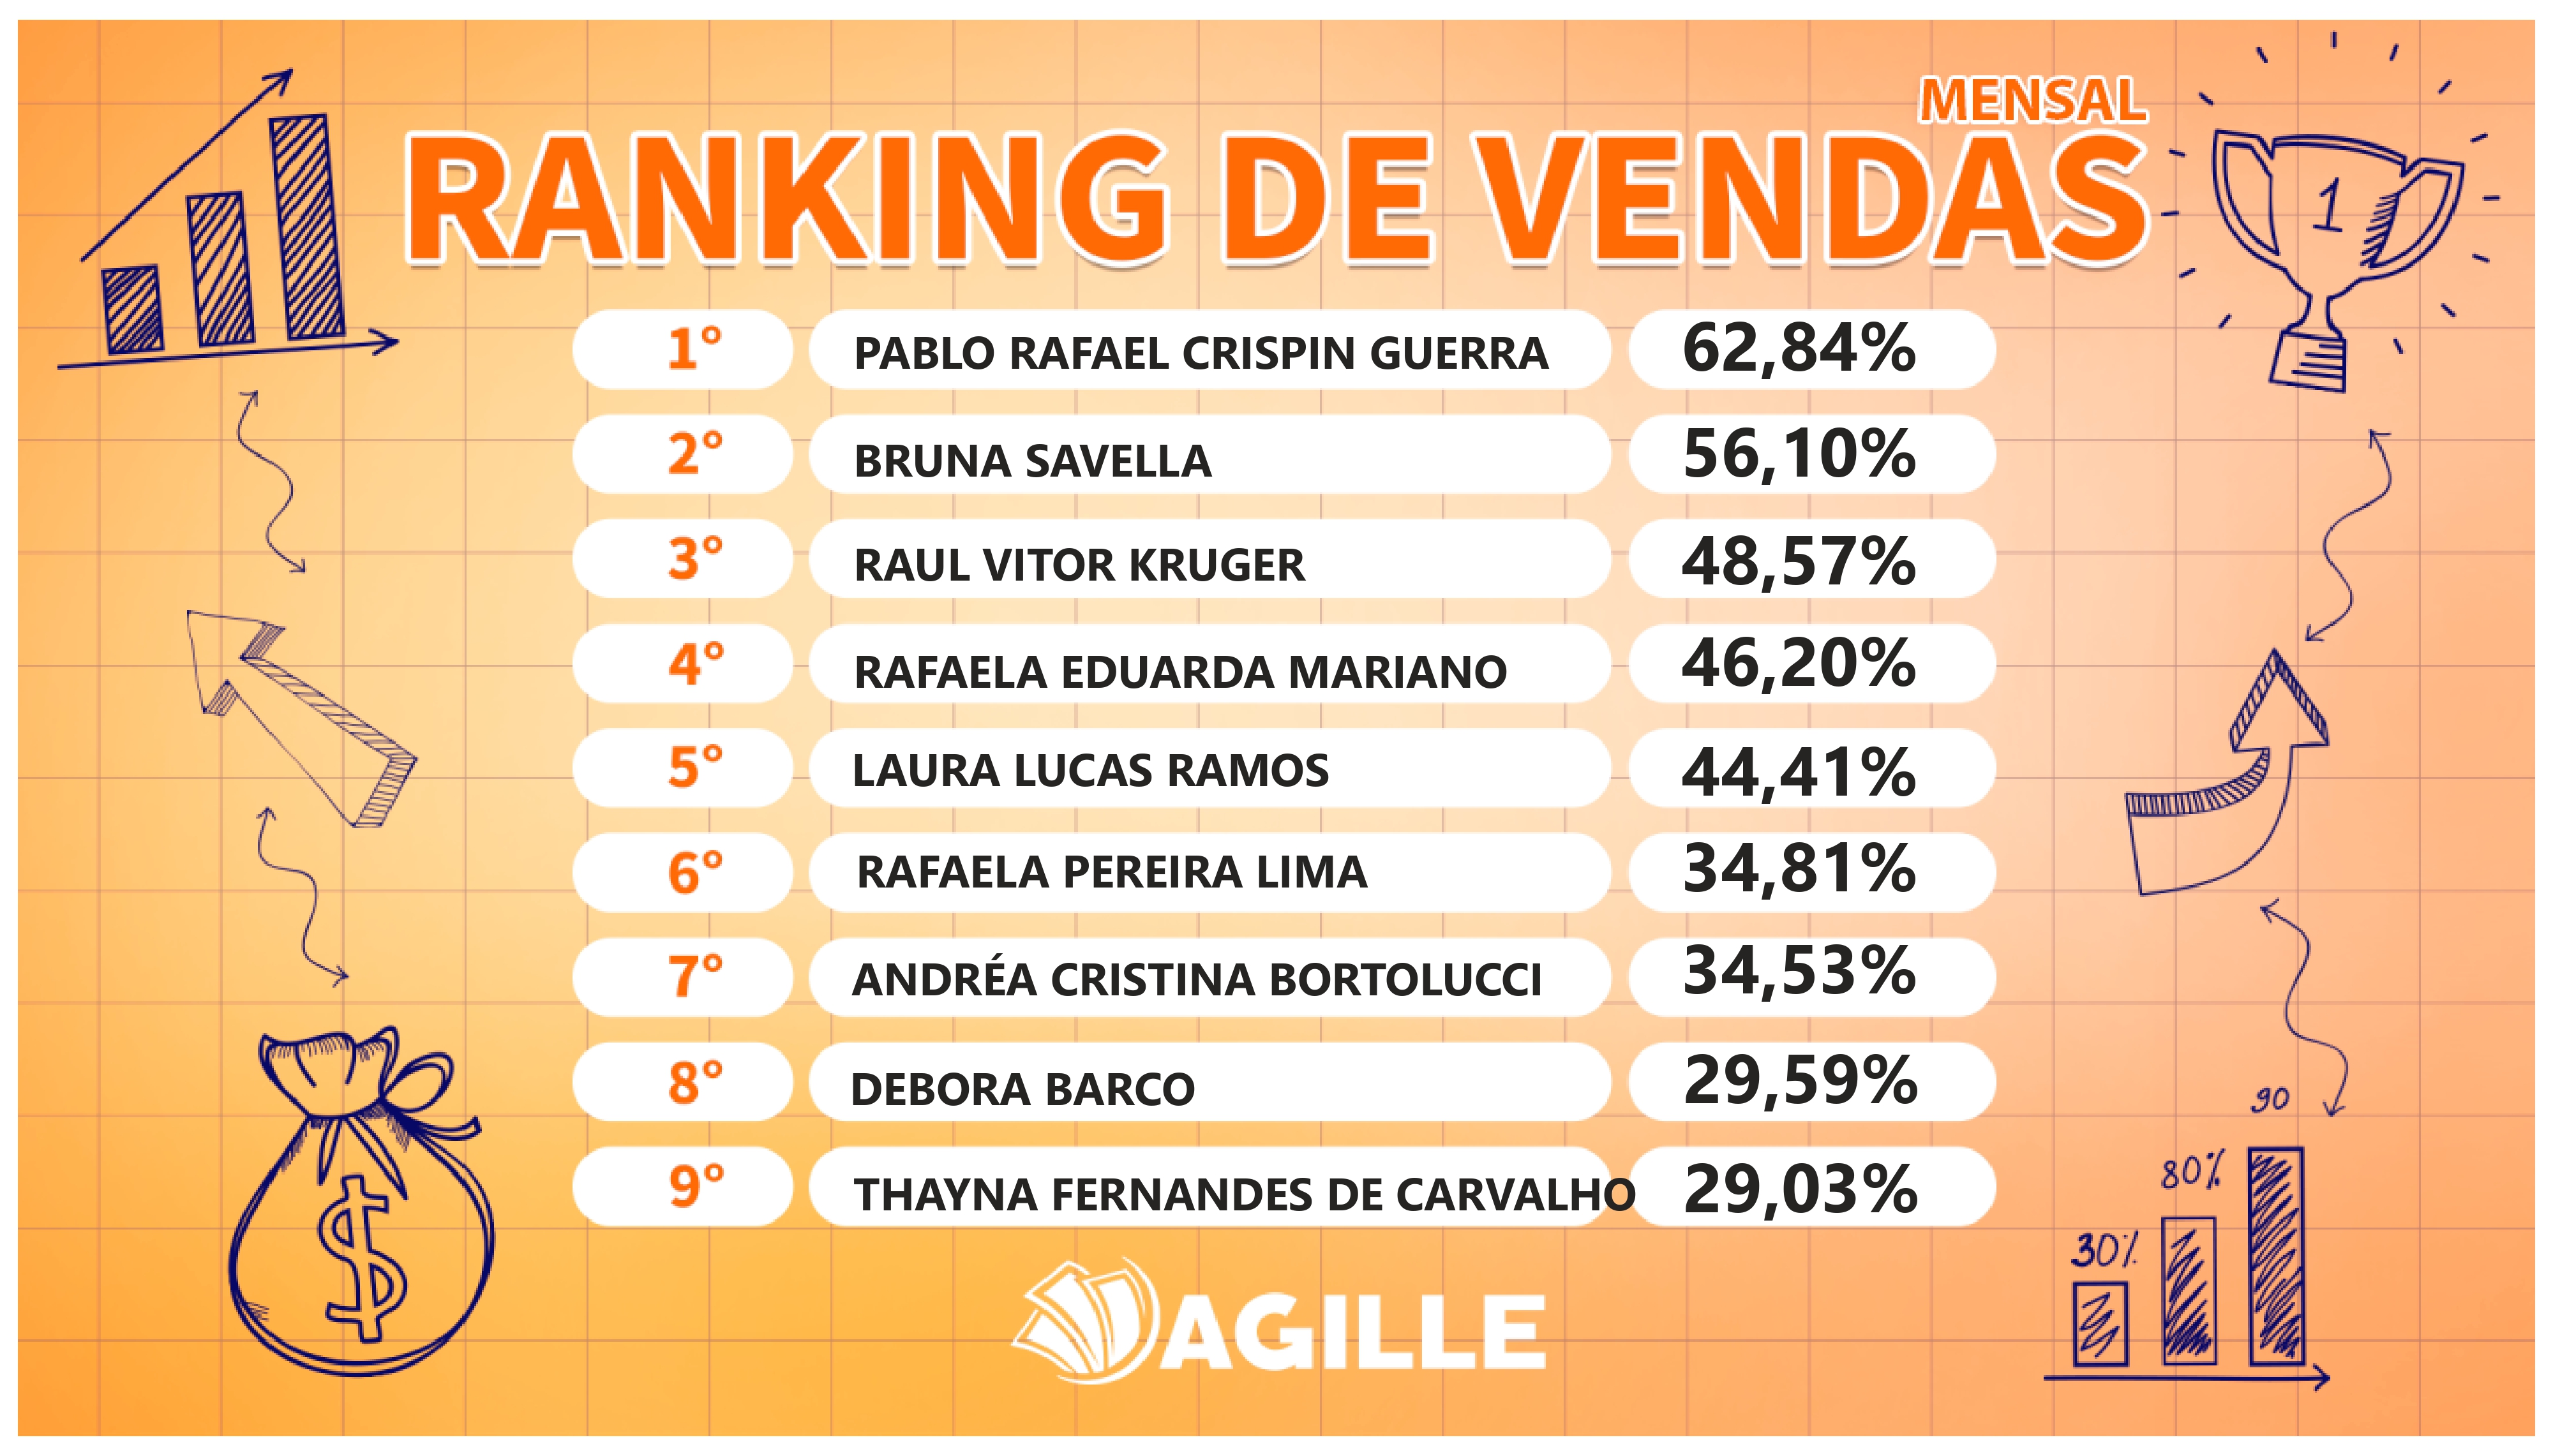 MENSAL
RANKING DE VENDAS
1
1° PABLO RAFAEL CRISPIN GUERRA 62,84%
2° BRUNA SAVELLA 56,10%
3° RAUL VITOR KRUGER 48,57%
4° RAFAELA EDUARDA MARIANO 46,20%
5° LAURA LUCAS RAMOS 44,41%
6° RAFAELA PEREIRA LIMA 34,81%
7° ANDRÉA CRISTINA BORTOLUCCI 34,53%
8° DEBORA BARCO 29,59%
9° THAYNA FERNANDES DE CARVALHO 29,03%
$
30%
80%
90
AGILLE